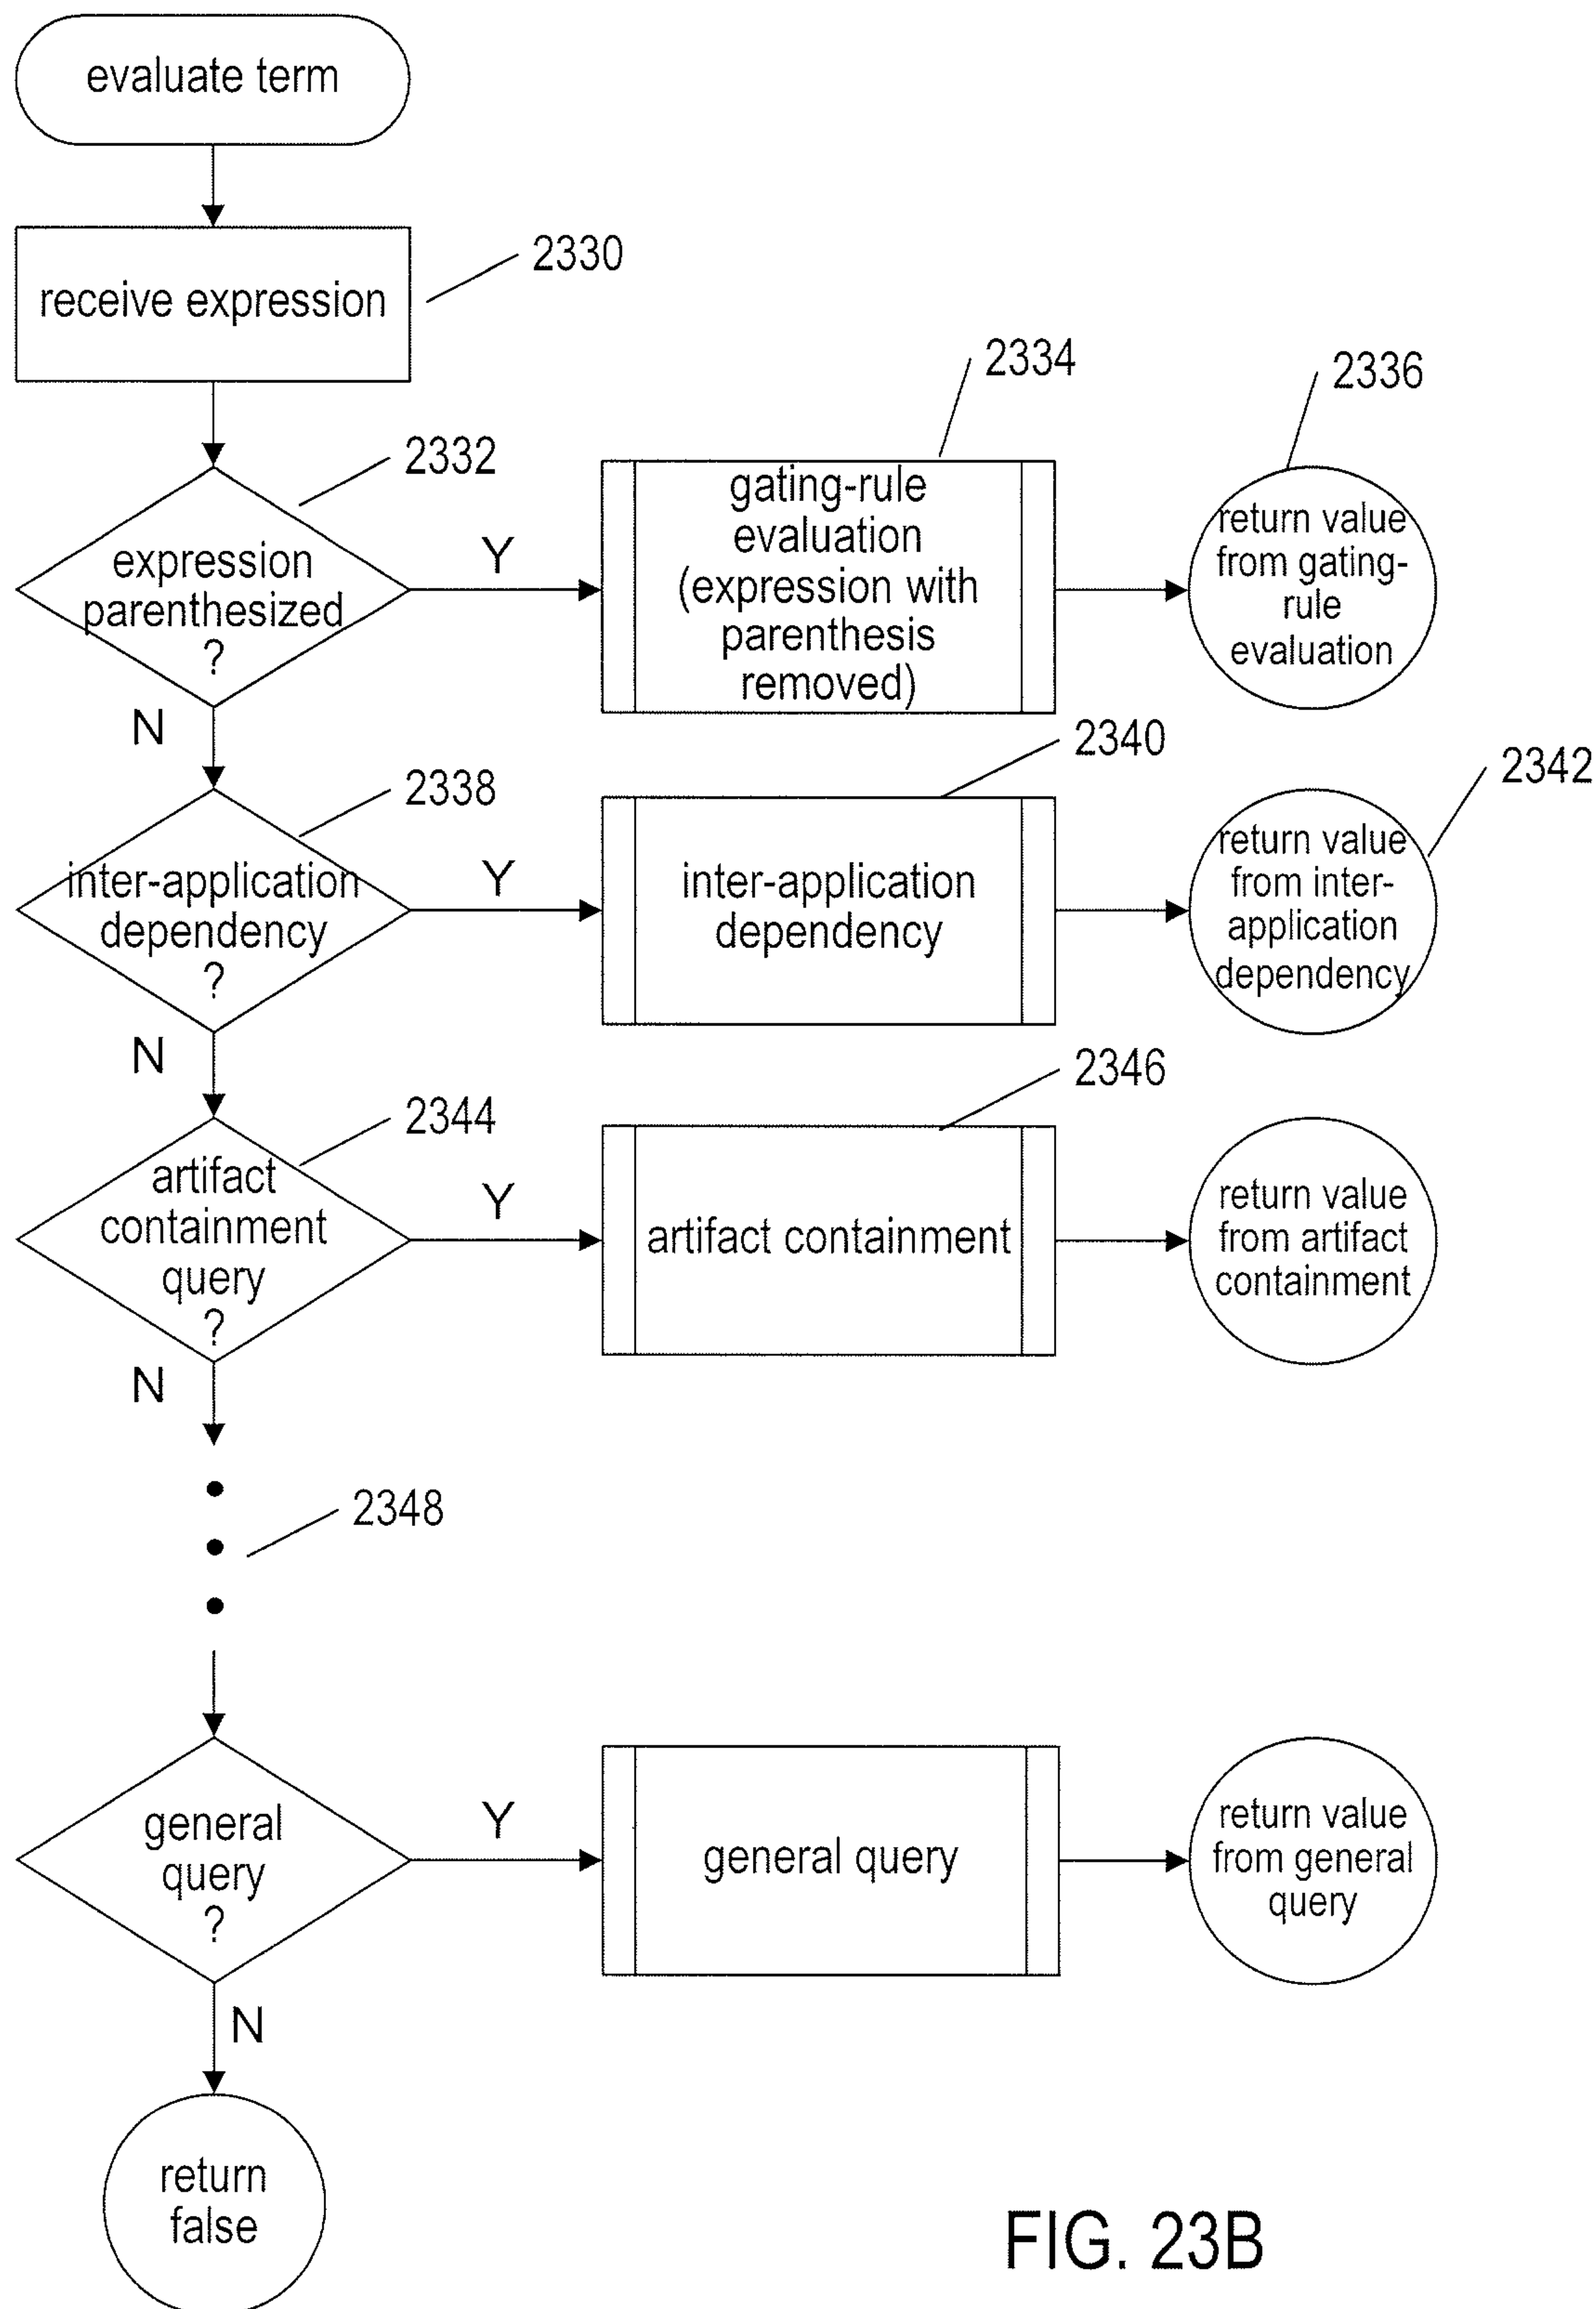 evaluate term
receive expression
2330
expression
parenthesized
?
2332
Y
N
gating-rule
evaluation
(expression with
parenthesis
removed)
2334
return value
from gating-
rule
evaluation
2336
inter-application
dependency
?
2338
Y
N
inter-application
dependency
2340
return value
from inter-
application
dependency
2342
artifact
containment
query
?
2344
Y
N
artifact containment
2346
return value
from artifact
containment
2348
general
query
?
Y
N
general query
return value
from general
query
return
false
FIG. 23B